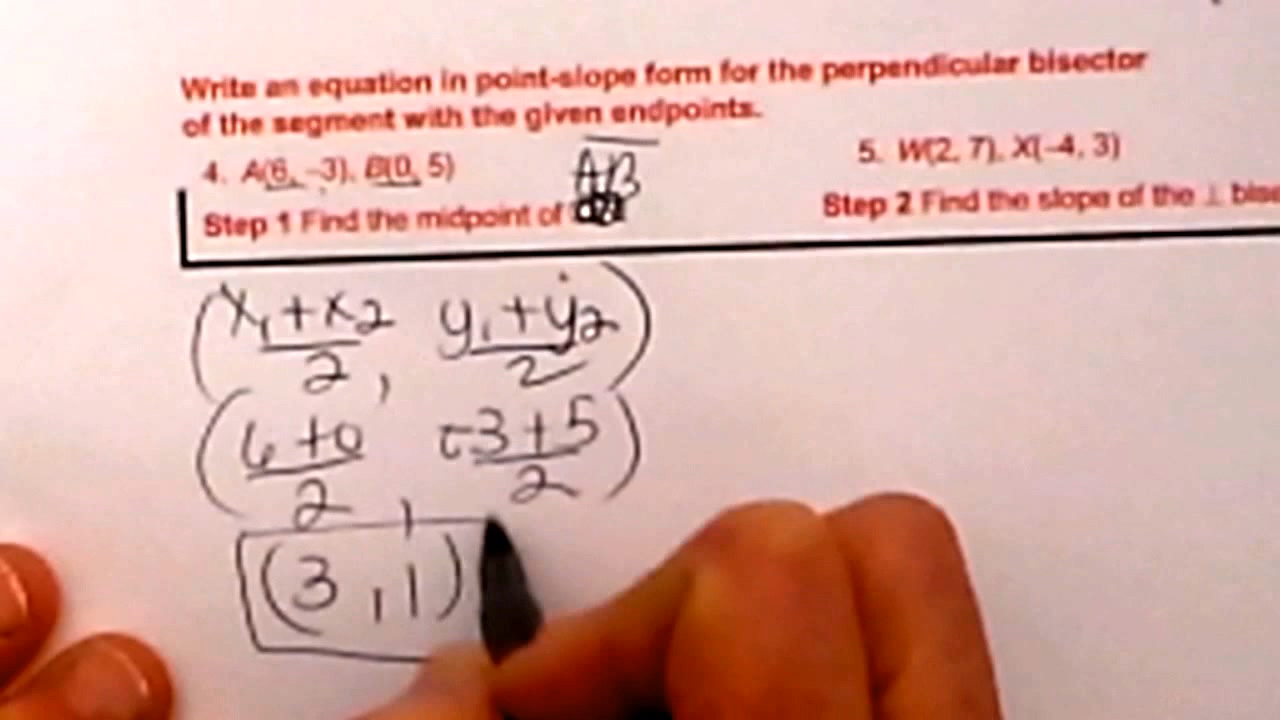 Write an equation in point-slope form for the perpendicular bisector
of the segment with the given endpoints.
4. A(6, -3), B(0, 5)
AB
5. W(2, 7), X(-4, 3)
Step 1 Find the midpoint of
Step 2 Find the slope of the ⊥ bise
(x₁+x₂/2, y₁+y₂/2)
(6+0/2, -3+5/2)
(3,1)